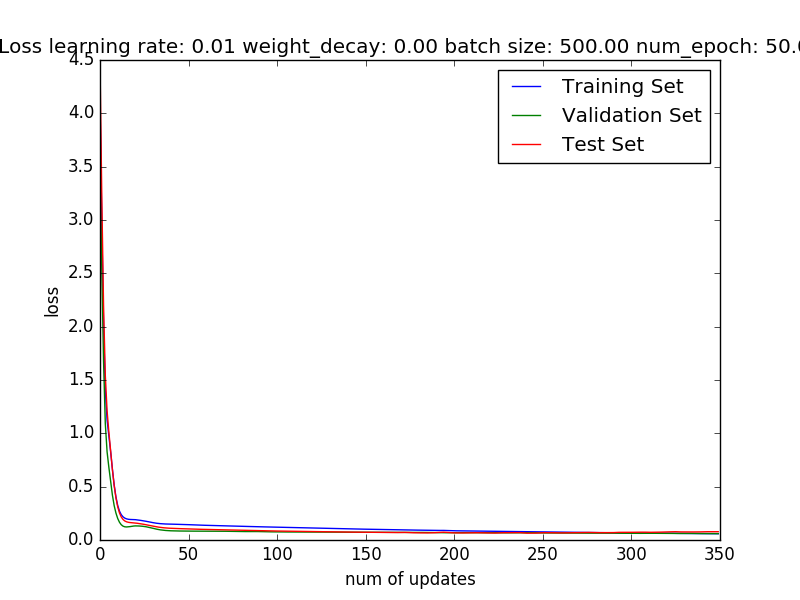 Loss learning rate: 0.01 weight_decay: 0.00 batch size: 500.00 num_epoch: 50.
4.5
4.0
3.5
3.0
2.5
2.0
1.5
1.0
0.5
0.0
loss
Training Set
Validation Set
Test Set
0 50 100 150 200 250 300 350
num of updates